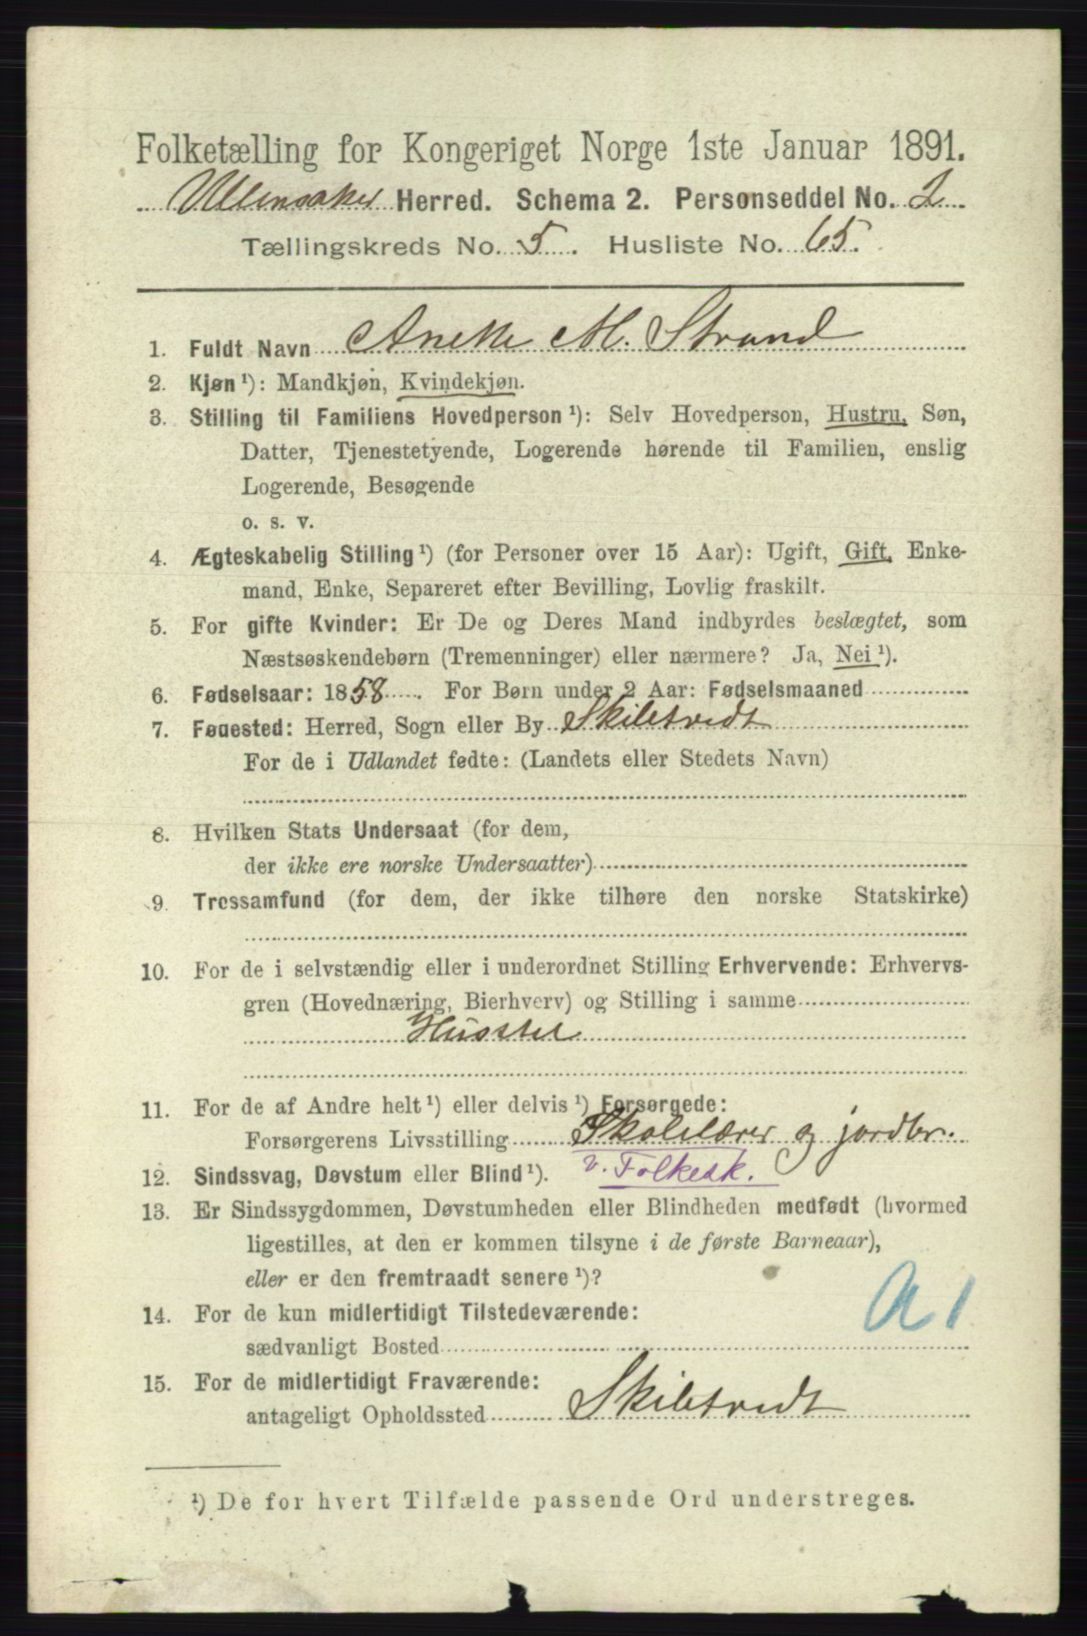 Folketælling for Kongeriget Norge 1ste Januar 1891.
Ullensaker Herred. Schema 2. Personseddel No. 2.
Tællingskreds No. 5. Husliste No. 65.
1. Fuldt Navn Anette M. Strand
2. Kjøn ¹): Mandkjøn, Kvindekjøn.
3. Stilling til Familiens Hovedperson ¹): Selv Hovedperson, Hustru, Søn,
Datter, Tjenestetyende, Logerende hørende til Familien, enslig
Logerende, Besøgende
o. s. v.
4. Ægteskabelig Stilling ¹) (for Personer over 15 Aar): Ugift, Gift, Enke-
mand, Enke, Separeret efter Bevilling, Lovlig fraskilt.
5. For gifte Kvinder: Er De og Deres Mand indbyrdes beslægtet, som
Næstsøskendebørn (Tremenninger) eller nærmere? Ja, Nei ¹).
6. Fødselsaar: 1858. For Børn under 2 Aar: Fødselsmaaned
7. Fødested: Herred, Sogn eller By Skibtvedt
For de i Udlandet fødte: (Landets eller Stedets Navn)
8. Hvilken Stats Undersaat (for dem,
der ikke ere norske Undersaatter)
9. Trossamfund (for dem, der ikke tilhøre den norske Statskirke)
10. For de i selvstændig eller i underordnet Stilling Erhvervende: Erhvervs-
gren (Hovednæring, Bierhverv) og Stilling i samme
Husstel
11. For de af Andre helt ¹) eller delvis ¹) Forsørgede:
Forsørgerens Livsstilling Skolelærer og jordbr.
12. Sindssvag, Døvstum eller Blind ¹). v. Folkesk.
13. Er Sindssygdommen, Døvstumheden eller Blindheden medfødt (hvormed
ligestilles, at den er kommen tilsyne i de første Barneaar),
eller er den fremtraadt senere ¹)?
14. For de kun midlertidigt Tilstedeværende:
sædvanligt Bosted
15. For de midlertidigt Fraværende:
antageligt Opholdssted Skibtvedt
¹) De for hvert Tilfælde passende Ord understreges.